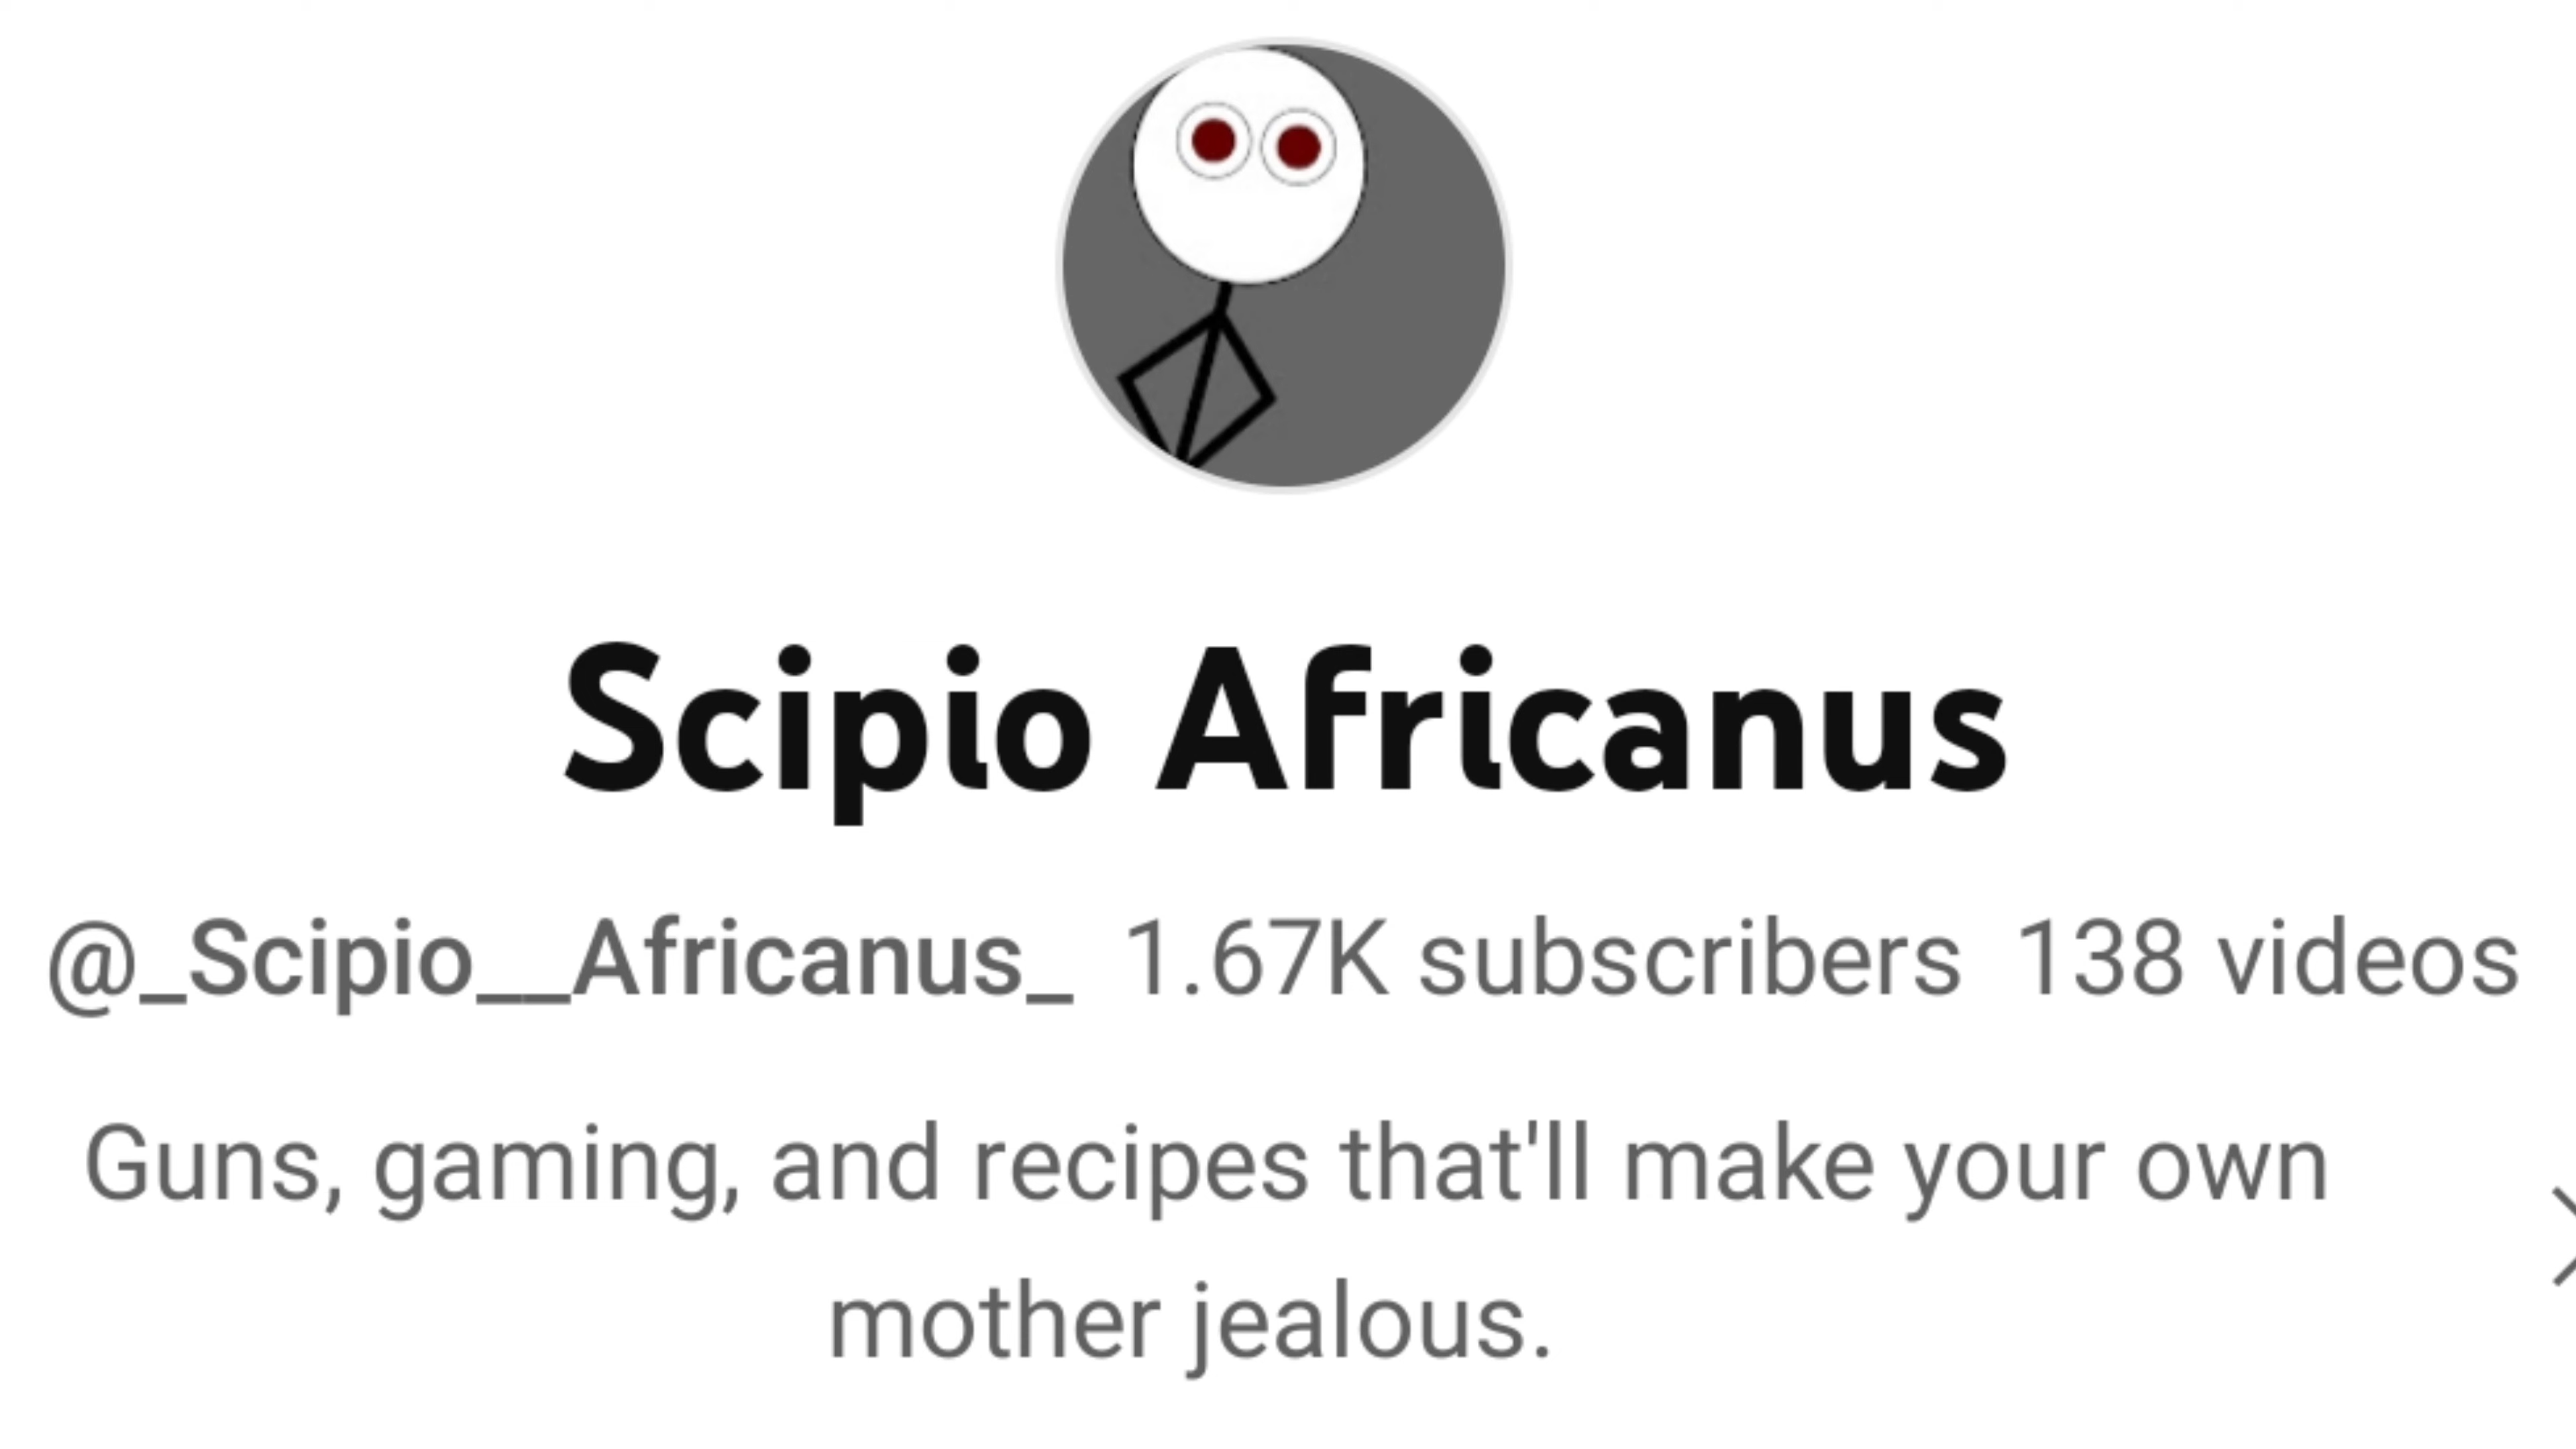 Scipio Africanus
@_Scipio__Africanus_ 1.67K subscribers 138 videos
Guns, gaming, and recipes that'll make your own
mother jealous.